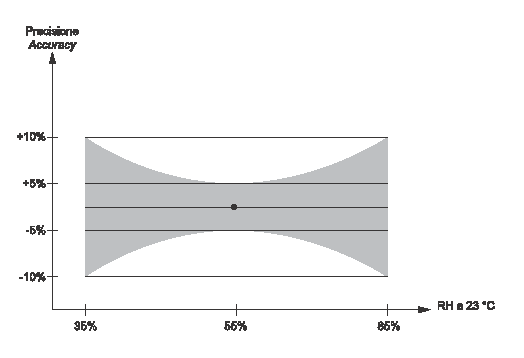 Precisione
Accuracy
+10%
+5%
-5%
-10%
35%
55%
85%
RH a 23 °C